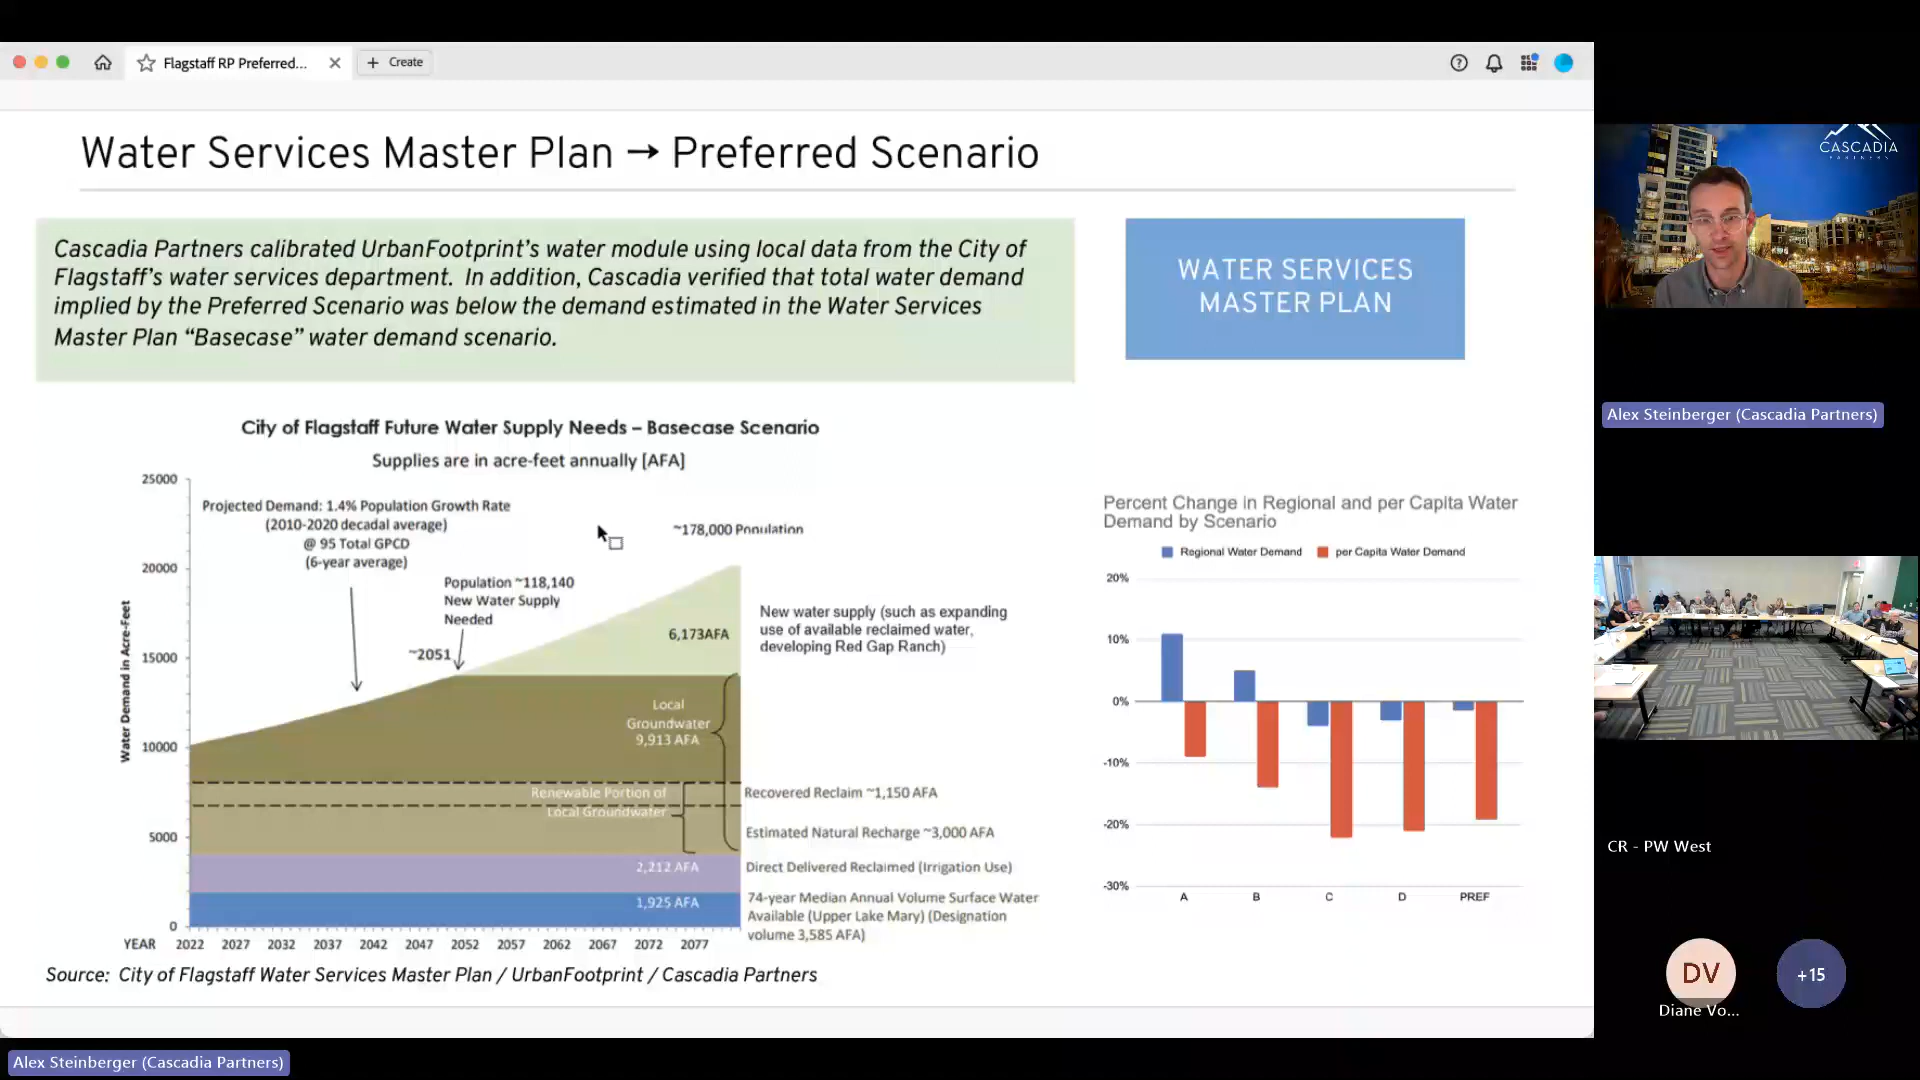 Flagstaff RP Preferred...
Create
Water Services Master Plan → Preferred Scenario
Cascadia Partners calibrated UrbanFootprint's water module using local data from the City of
Flagstaff's water services department. In addition, Cascadia verified that total water demand
implied by the Preferred Scenario was below the demand estimated in the Water Services
Master Plan “Basecase” water demand scenario.
WATER SERVICES
MASTER PLAN
City of Flagstaff Future Water Supply Needs – Basecase Scenario
Supplies are in acre-feet annually [AFA]
Projected Demand: 1.4% Population Growth Rate
(2010-2020 decadal average)
@ 95 Total GPCD
(6-year average)
~178,000 Population
Population ~118,140
New Water Supply
Needed
~2051
6,173AFA
New water supply (such as expanding
use of available reclaimed water,
developing Red Gap Ranch)
Local
Groundwater
9,913 AFA
Renewable Portion of
Local Groundwater
Recovered Reclaim ~1,150 AFA
Estimated Natural Recharge ~3,000 AFA
2,212 AFA
Direct Delivered Reclaimed (Irrigation Use)
1,925 AFA
74-year Median Annual Volume Surface Water
Available (Upper Lake Mary) (Designation
volume 3,585 AFA)
Water Demand in Acre-Feet
25000
20000
15000
10000
5000
0
YEAR 2022 2027 2032 2037 2042 2047 2052 2057 2062 2067 2072 2077
Source: City of Flagstaff Water Services Master Plan / UrbanFootprint / Cascadia Partners
Percent Change in Regional and per Capita Water
Demand by Scenario
Regional Water Demand per Capita Water Demand
20%
10%
0%
-10%
-20%
-30%
A B C D PREF
CASCADIA
PARTNERS
Alex Steinberger (Cascadia Partners)
CR - PW West
DV
+15
Diane Vo...
Alex Steinberger (Cascadia Partners)